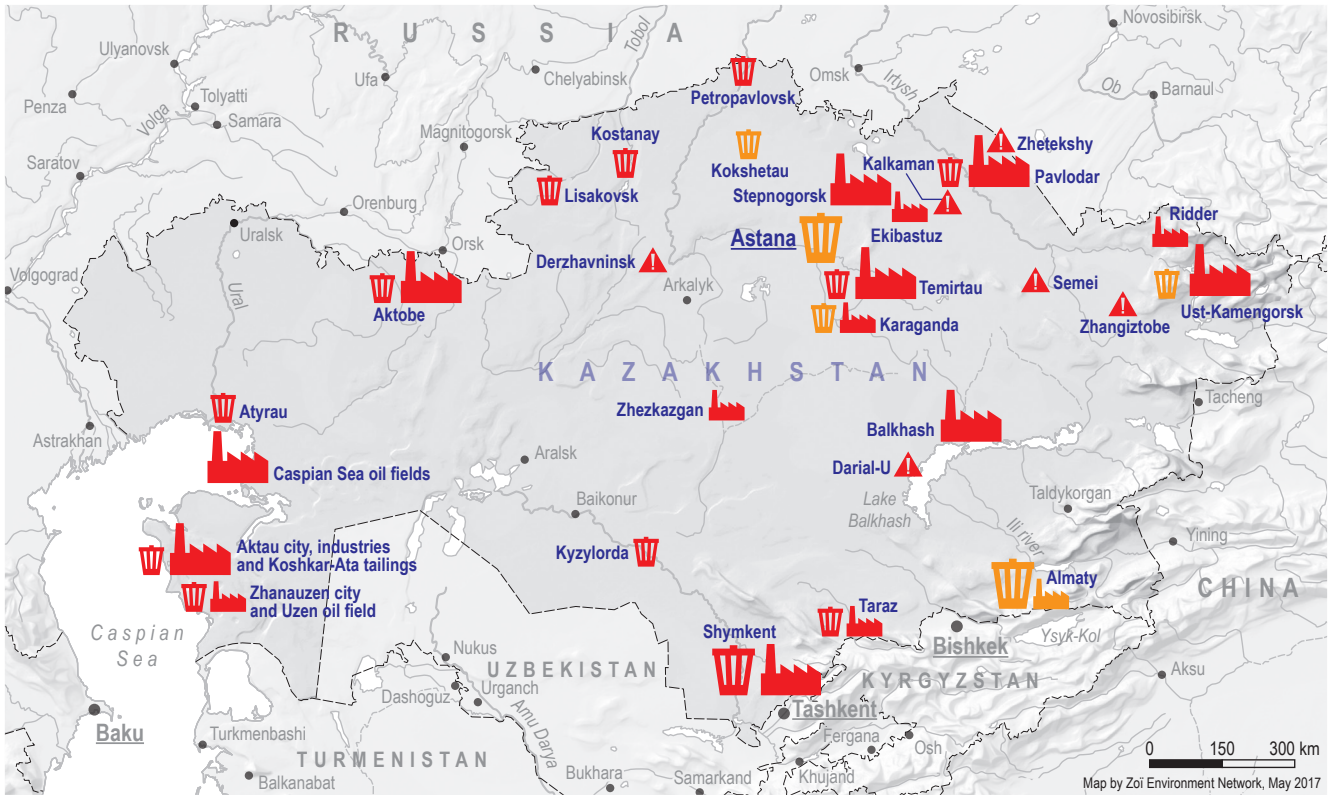 R U S S I A
Novosibirsk
Ulyanovsk
Tobol
Ufa
Chelyabinsk
Omsk
Irtysh
Ob
Barnaul
Penza
Tolyatti
Volga
Samara
Petropavlovsk
Magnitogorsk
Kostanay
Kokshetau
Kalkaman
Zhetekshy
Saratov
Pavlodar
Lisakovsk
Stepnogorsk
Orenburg
Ridder
Uralsk
Orsk
Astana
Ekibastuz
Volgograd
Ural
Derzhavninsk
Arkalyk
Temirtau
Semei
Aktobe
Zhangiztobe
Ust-Kamengorsk
Karaganda
K A Z A K H S T A N
Tacheng
Atyrau
Zhezkazgan
Balkhash
Astrakhan
Caspian Sea oil fields
Aralsk
Darial-U
Lake
Balkhash
Taldykorgan
Baikonur
Ili river
Yining
Aktau city, industries
and Koshkar-Ata tailings
Kyzylorda
Almaty
C H I N A
Zhanauzen city
and Uzen oil field
Taraz
Caspian
Sea
Shymkent
Bishkek
Ysyk-Kol
Nukus
UZBEKISTAN
Aksu
KYRGYZSTAN
Dashoguz
Urganch
Amu Darya
Tashkent
Baku
Turkmenbashi
Fergana
Osh
TURMENISTAN
Balkanabat
Bukhara
Samarkand
Khujand
0 150 300 km
Map by Zoï Environment Network, May 2017